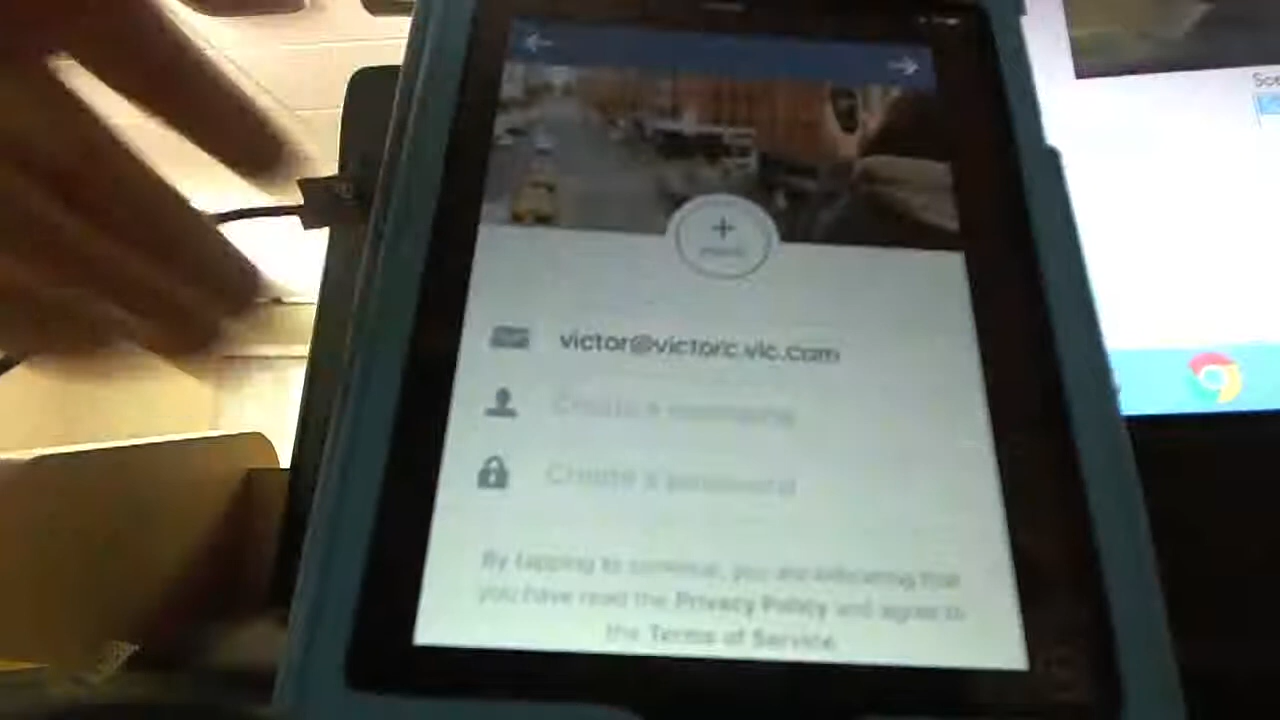 victor@victorc.vic.com
Create a username
Create a password
By tapping to continue, you are indicating that
you have read the Privacy Policy and agree to
the Terms of Service.